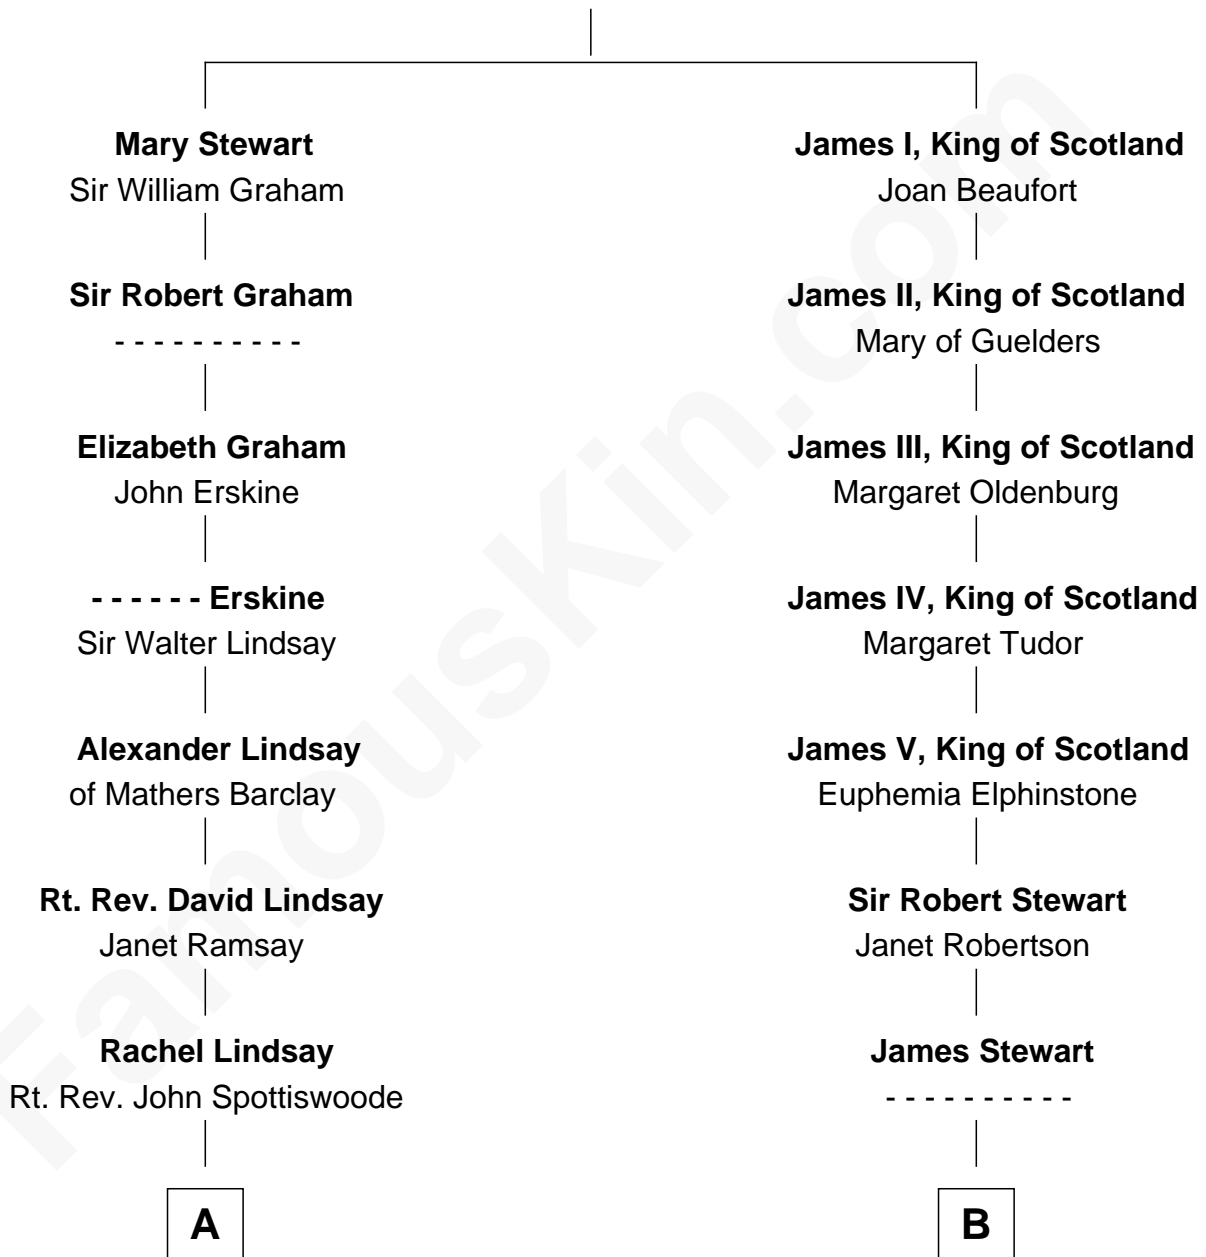 Mary Stewart
Sir William Graham
Sir Robert Graham
- - - - - - - - - -
Elizabeth Graham
John Erskine
- - - - - - Erskine
Sir Walter Lindsay
Alexander Lindsay
of Mathers Barclay
Rt. Rev. David Lindsay
Janet Ramsay
Rachel Lindsay
Rt. Rev. John Spottiswoode
A
James I, King of Scotland
Joan Beaufort
James II, King of Scotland
Mary of Guelders
James III, King of Scotland
Margaret Oldenburg
James IV, King of Scotland
Margaret Tudor
James V, King of Scotland
Euphemia Elphinstone
Sir Robert Stewart
Janet Robertson
James Stewart
- - - - - - - - - -
B
FamousKin.com